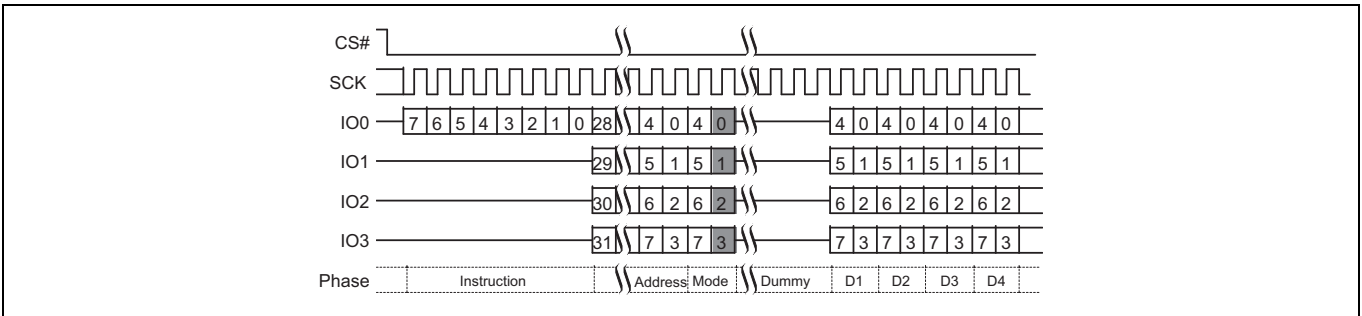 CS#
SCK
IO0 7 6 5 4 3 2 1 0 28 4 0 4 0 4 0 4 0 4 0 4 0
IO1 29 5 1 5 1 5 1 5 1 5 1 5 1
IO2 30 6 2 6 2 6 2 6 2 6 2 6 2
IO3 31 7 3 7 3 7 3 7 3 7 3 7 3
Phase Instruction Address Mode Dummy D1 D2 D3 D4